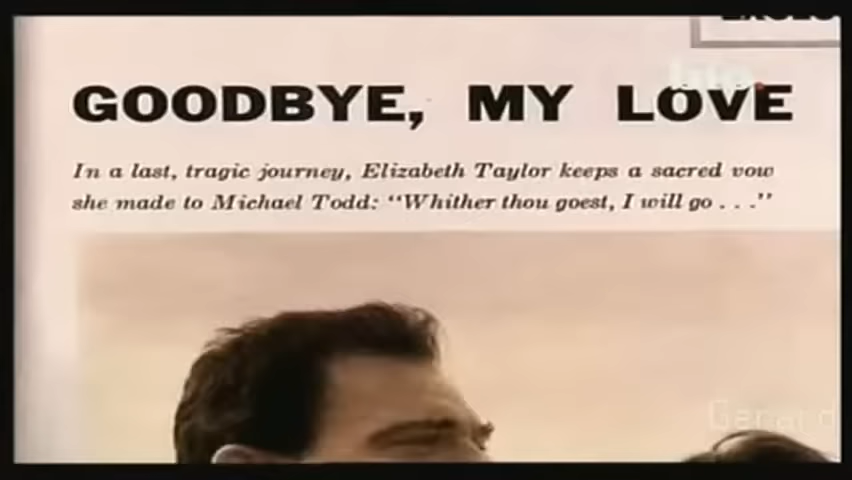 GOODBYE, MY LOVE
In a last, tragic journey, Elizabeth Taylor keeps a sacred vow
she made to Michael Todd: "Whither thou goest, I will go . . ."